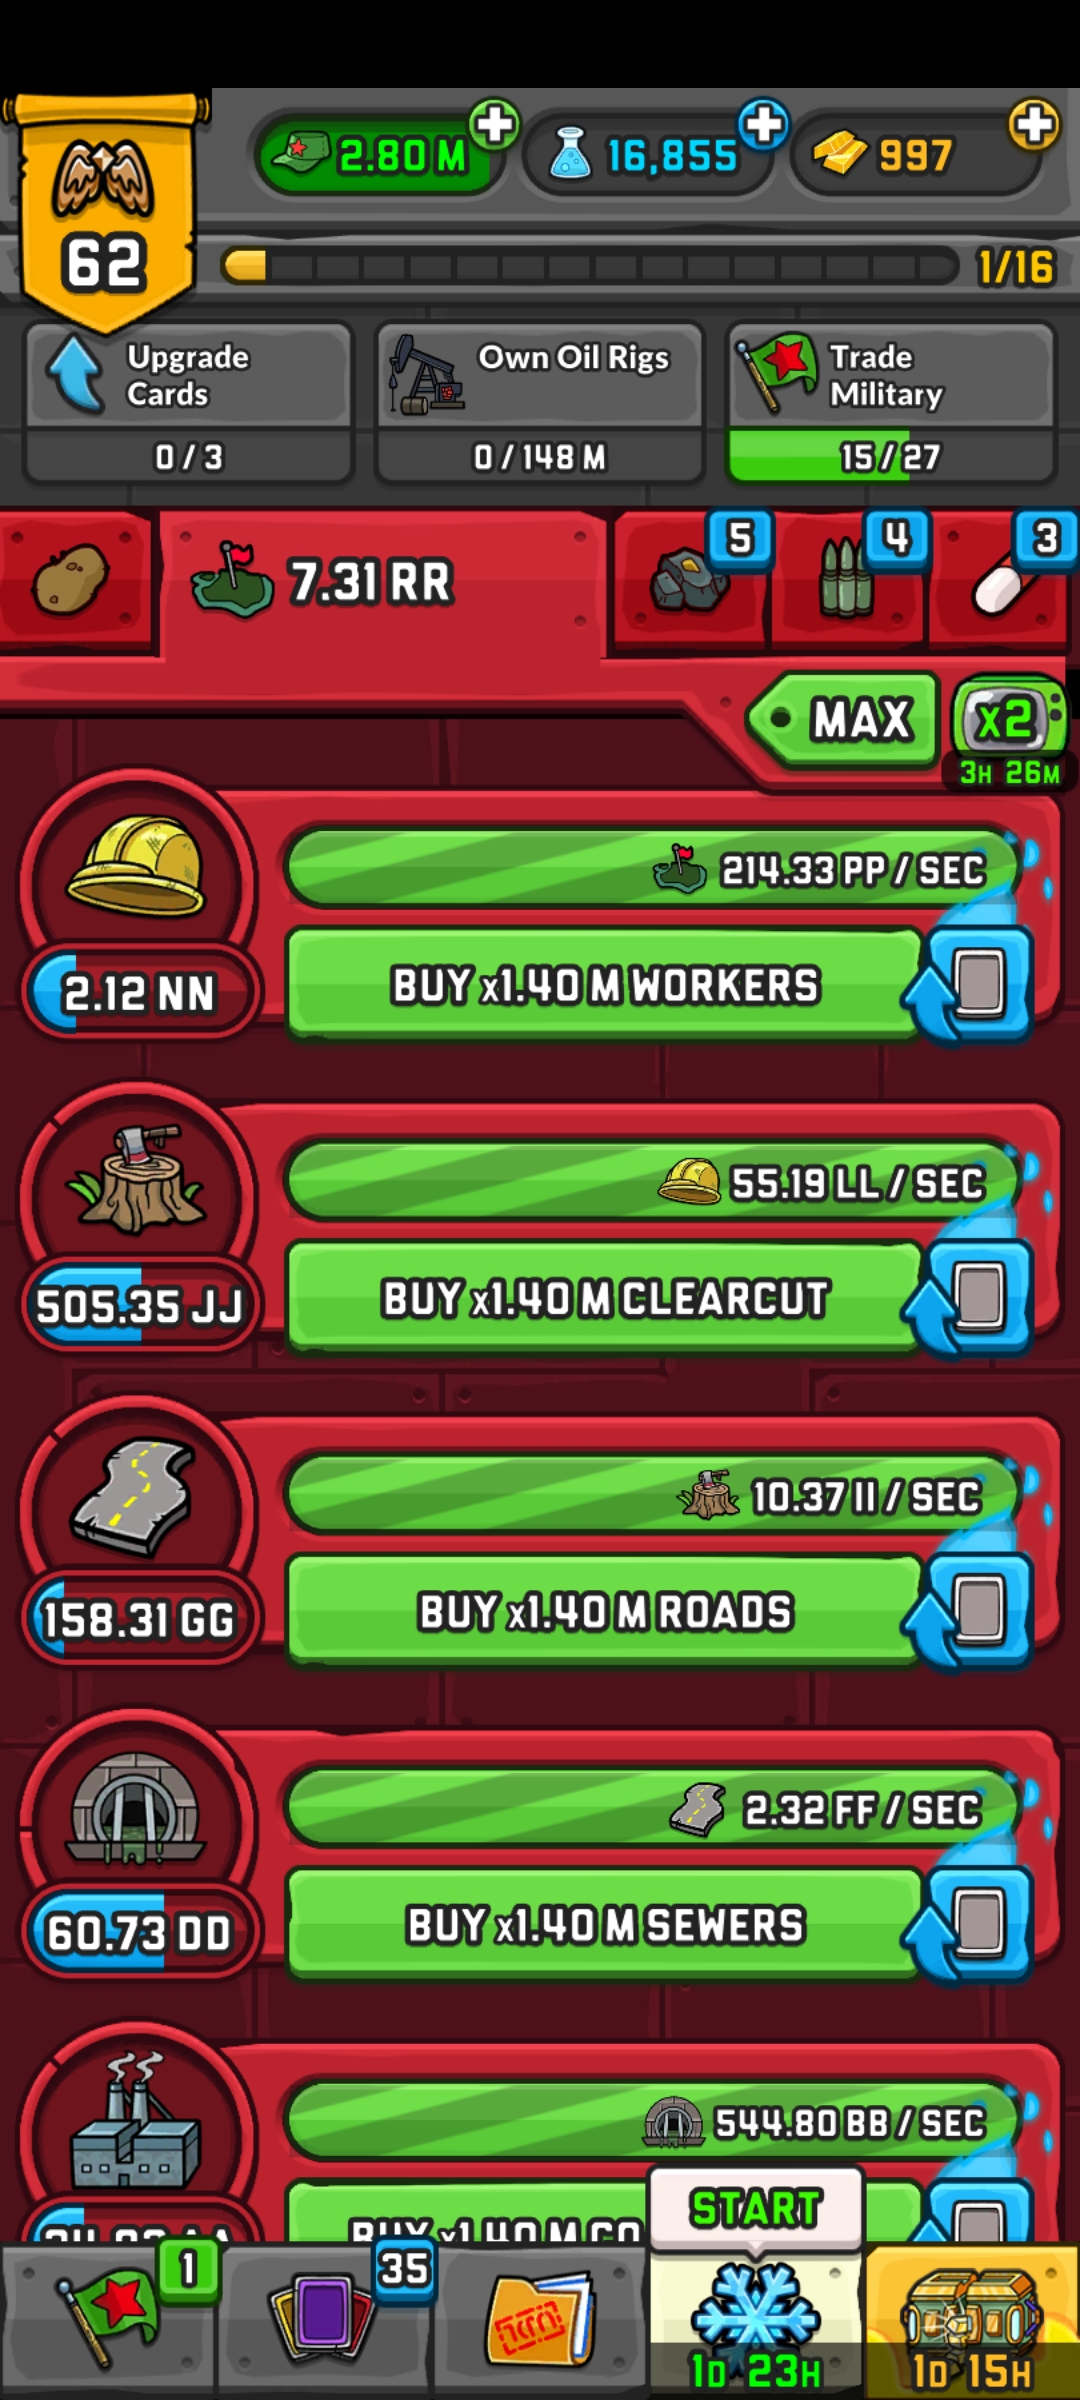 2.80 M
16,855
997
62
1/16
Upgrade
Cards
0 / 3
Own Oil Rigs
0 / 148 M
Trade
Military
15 / 27
7.31 RR
5
4
3
MAX
x2
3H 26M
214.33 PP / SEC
2.12 NN
BUY x1.40 M WORKERS
55.19 LL / SEC
505.35 JJ
BUY x1.40 M CLEARCUT
10.37 II / SEC
158.31 GG
BUY x1.40 M ROADS
2.32 FF / SEC
60.73 DD
BUY x1.40 M SEWERS
544.80 BB / SEC
BUY x1.40 M CO
START
1
35
1D 23H
1D 15H